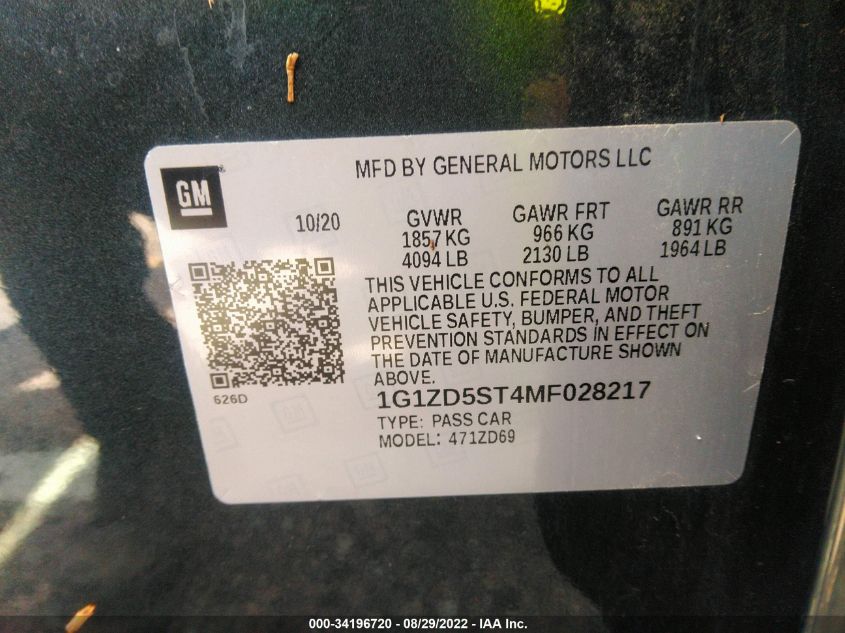 MFD BY GENERAL MOTORS LLC
GM
10/20
GVWR
1857 KG
4094 LB
GAWR FRT
966 KG
2130 LB
GAWR RR
891 KG
1964 LB
THIS VEHICLE CONFORMS TO ALL
APPLICABLE U.S. FEDERAL MOTOR
VEHICLE SAFETY, BUMPER, AND THEFT
PREVENTION STANDARDS IN EFFECT ON
THE DATE OF MANUFACTURE SHOWN
ABOVE.
626D
1G1ZD5ST4MF028217
TYPE: PASS CAR
MODEL: 471ZD69
000-34196720 - 08/29/2022 - IAA Inc.